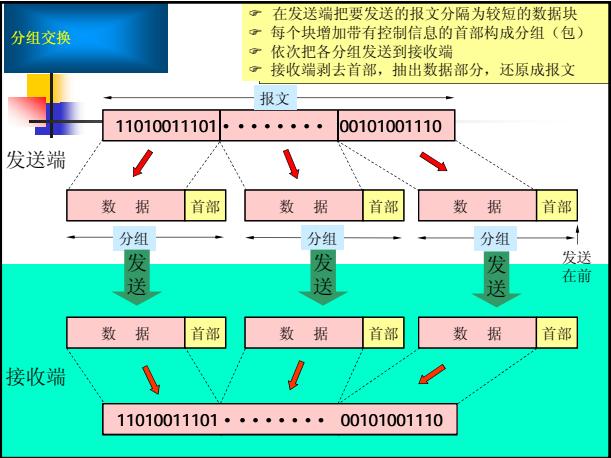 分组交换
在发送端把要发送的报文分隔为较短的数据块
每个块增加带有控制信息的首部构成分组（包）
依次把各分组发送到接收端
接收端剥去首部，抽出数据部分，还原成报文
报文
11010011101 • • • • • • • • 00101001110
发送端
数 据 首部 数 据 首部 数 据 首部
分组 分组 分组
发送 发送 发送
发送
在前
数 据 首部 数 据 首部 数 据 首部
接收端
11010011101 • • • • • • • • 00101001110